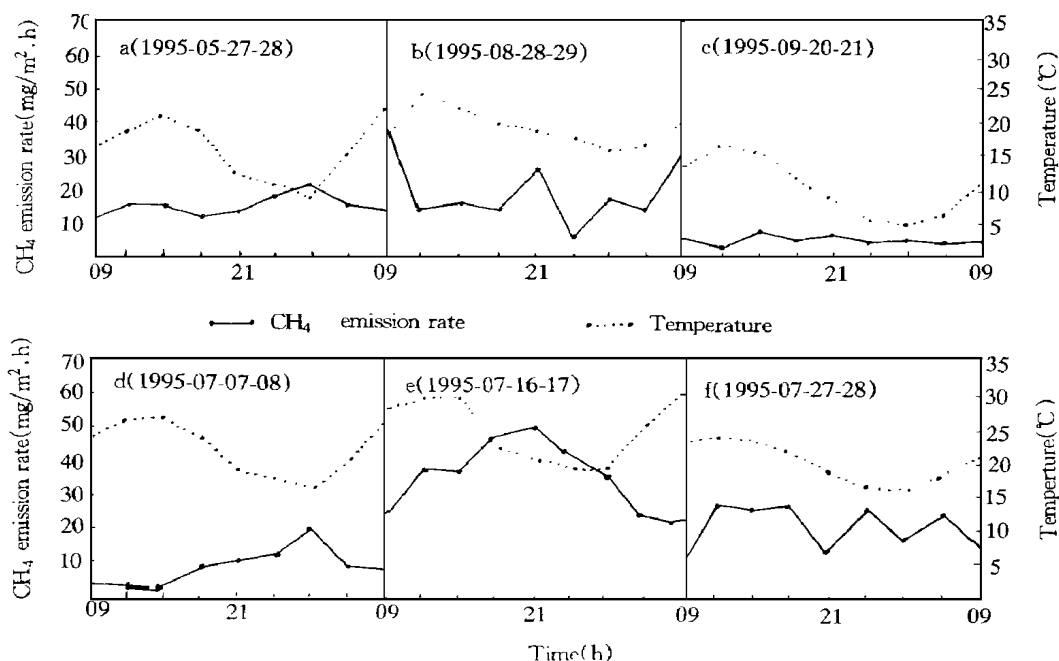 70
60
50
40
30
20
10
CH₄ emission rate(mg/m².h)
a(1995-05-27-28)
b(1995-08-28-29)
c(1995-09-20-21)
35
30
25
20
15
10
5
Temperature(℃)
09 21 09 21 09
CH₄ emission rate
Temperature
70
60
50
40
30
20
10
CH₄ emission rate(mg/m².h)
d(1995-07-07-08)
e(1995-07-16-17)
f(1995-07-27-28)
35
30
25
20
15
10
5
Temperture(℃)
09 21 09 21 09 21 09
Time(h)